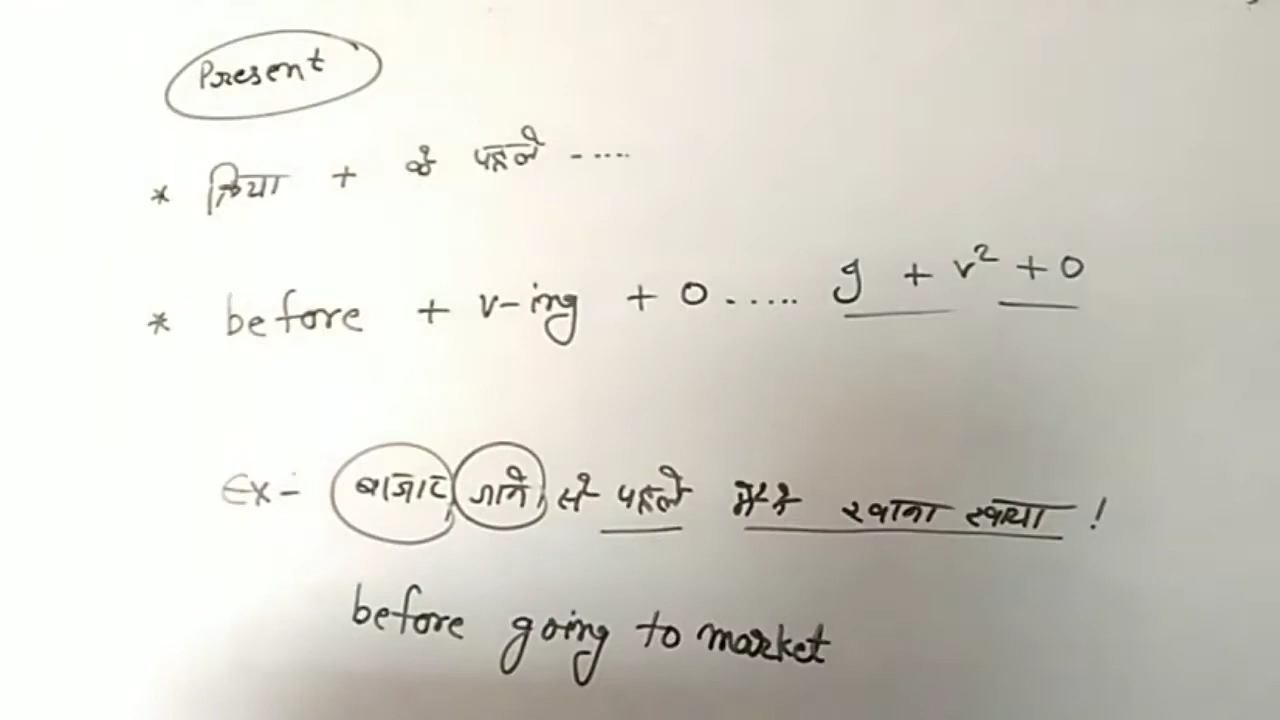 Present
* क्रिया + के पहले -....
* before + v-ing + o..... g + v² + o
Ex- बाजार जाने से पहले मैंने खाना खाया !
before going to market